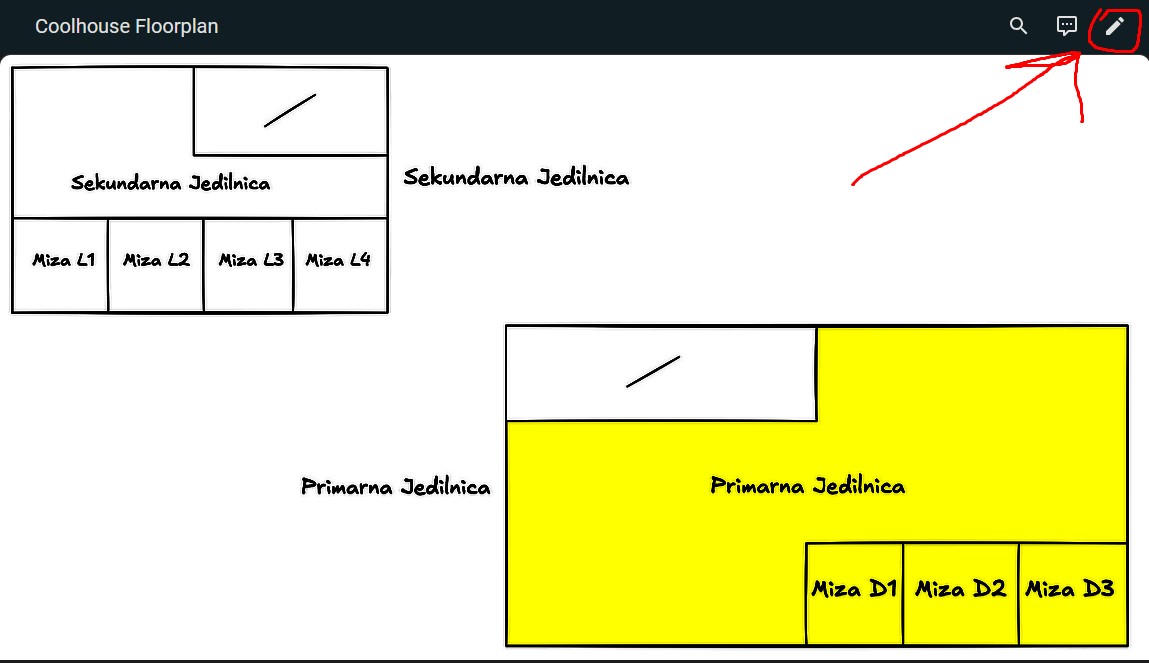 Coolhouse Floorplan
Sekundarna Jedilnica
Sekundarna Jedilnica
Miza L1
Miza L2
Miza L3
Miza L4
Primarna Jedilnica
Primarna Jedilnica
Miza D1
Miza D2
Miza D3